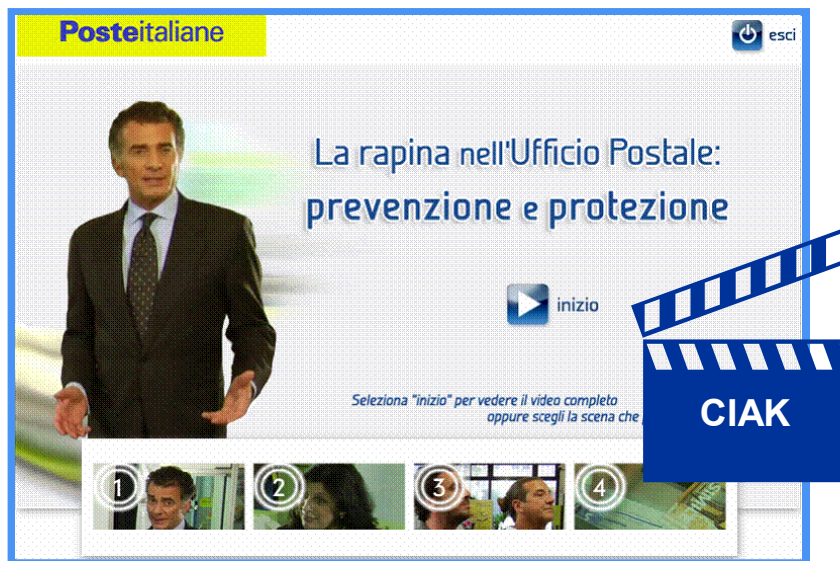 Posteitaliane
esci
La rapina nell'Ufficio Postale:
prevenzione e protezione
inizio
Seleziona "inizio" per vedere il video completo
oppure scegli la scena che
CIAK
1
2
3
4